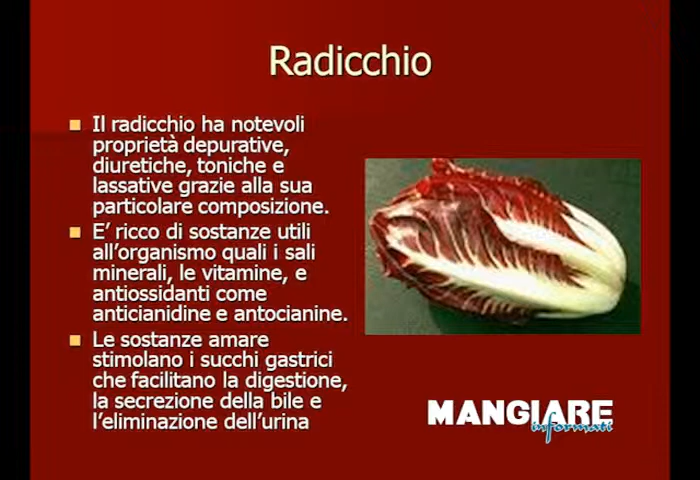 Radicchio
Il radicchio ha notevoli
proprietà depurative,
diuretiche, toniche e
lassative grazie alla sua
particolare composizione.
E’ ricco di sostanze utili
all’organismo quali i sali
minerali, le vitamine, e
antiossidanti come
anticianidine e antocianine.
Le sostanze amare
stimolano i succhi gastrici
che facilitano la digestione,
la secrezione della bile e
l’eliminazione dell’urina
MANGIARE
informati